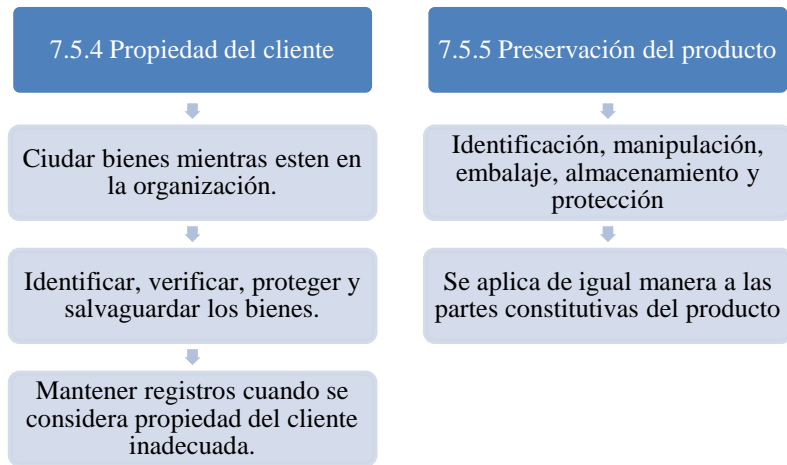 7.5.4 Propiedad del cliente
Ciudar bienes mientras esten en
la organización.
Identificar, verificar, proteger y
salvaguardar los bienes.
Mantener registros cuando se
considera propiedad del cliente
inadecuada.
7.5.5 Preservación del producto
Identificación, manipulación,
embalaje, almacenamiento y
protección
Se aplica de igual manera a las
partes constitutivas del producto